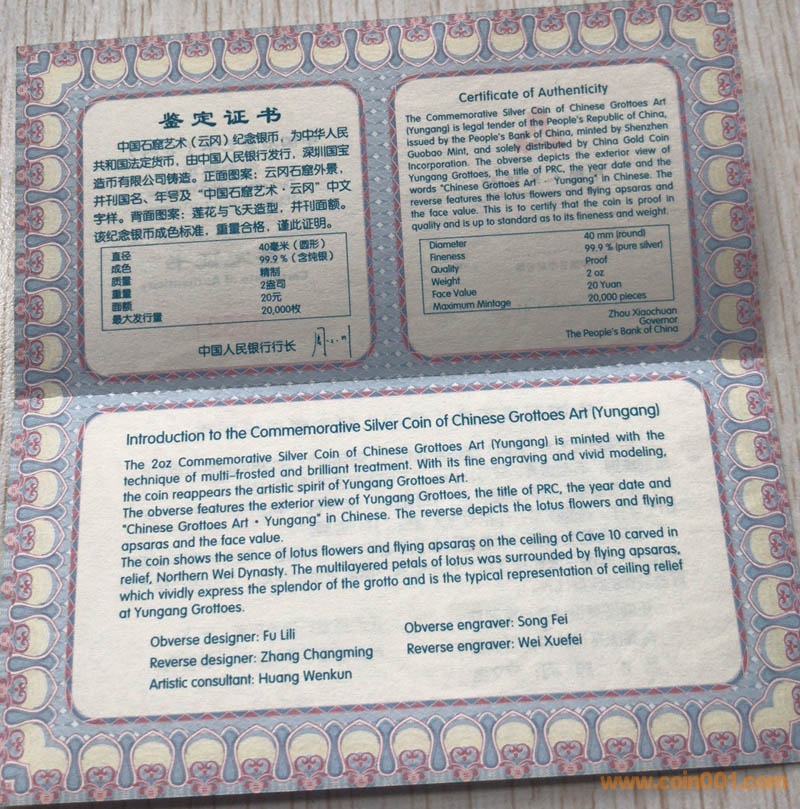 鉴定证书
中国石窟艺术（云冈）纪念银币，为中华人民
共和国法定货币，由中国人民银行发行，深圳国宝
造币有限公司铸造。正面图案：云冈石窟外景，
并刊国名、年号及“中国石窟艺术·云冈”中文
字样。背面图案：莲花与飞天造型，并刊面额。
该纪念银币成色标准，重量合格，谨此证明。
直径 40毫米（圆形）
成色 99.9％（含纯银）
质量 精制
重量 2盎司
面额 20元
最大发行量 20,000枚
中国人民银行行长
Certificate of Authenticity
The Commemorative Silver Coin of Chinese Grottoes Art
(Yungang) is legal tender of the People's Republic of China,
issued by the People's Bank of China, minted by Shenzhen
Guobao Mint, and solely distributed by China Gold Coin
Incorporation. The obverse depicts the exterior view of
Yungang Grottoes, the title of PRC, the year date and the
words "Chinese Grottoes Art · Yungang" in Chinese. The
reverse features the lotus flowers and flying apsaras and
the face value. This is to certify that the coin is proof in
quality and is up to standard as to its fineness and weight.
Diameter 40 mm (round)
Fineness 99.9 % (pure silver)
Quality Proof
Weight 2 oz
Face Value 20 Yuan
Maximum Mintage 20,000 pieces
Zhou Xiaochuan
Governor
The People's Bank of China
Introduction to the Commemorative Silver Coin of Chinese Grottoes Art (Yungang)
The 2oz Commemorative Silver Coin of Chinese Grottoes Art (Yungang) is minted with the
technique of multi-frosted and brilliant treatment. With its fine engraving and vivid modeling,
the coin reappears the artistic spirit of Yungang Grottoes Art.
The obverse features the exterior view of Yungang Grottoes, the title of PRC, the year date and
"Chinese Grottoes Art · Yungang" in Chinese. The reverse depicts the lotus flowers and flying
apsaras and the face value.
The coin shows the sence of lotus flowers and flying apsaras on the ceiling of Cave 10 carved in
relief, Northern Wei Dynasty. The multilayered petals of lotus was surrounded by flying apsaras,
which vividly express the splendor of the grotto and is the typical representation of ceiling relief
at Yungang Grottoes.
Obverse designer: Fu Lili
Reverse designer: Zhang Changming
Artistic consultant: Huang Wenkun
Obverse engraver: Song Fei
Reverse engraver: Wei Xuefei
www.coin001.com